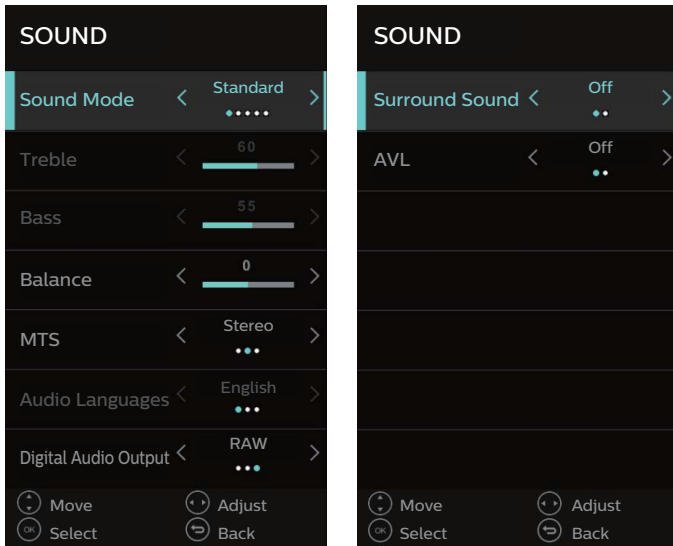 SOUND
Sound Mode
Standard
Treble
60
Bass
55
Balance
0
MTS
Stereo
Audio Languages
English
Digital Audio Output
RAW
Move
Adjust
OK
Select
Back
SOUND
Surround Sound
Off
AVL
Off
Move
Adjust
OK
Select
Back